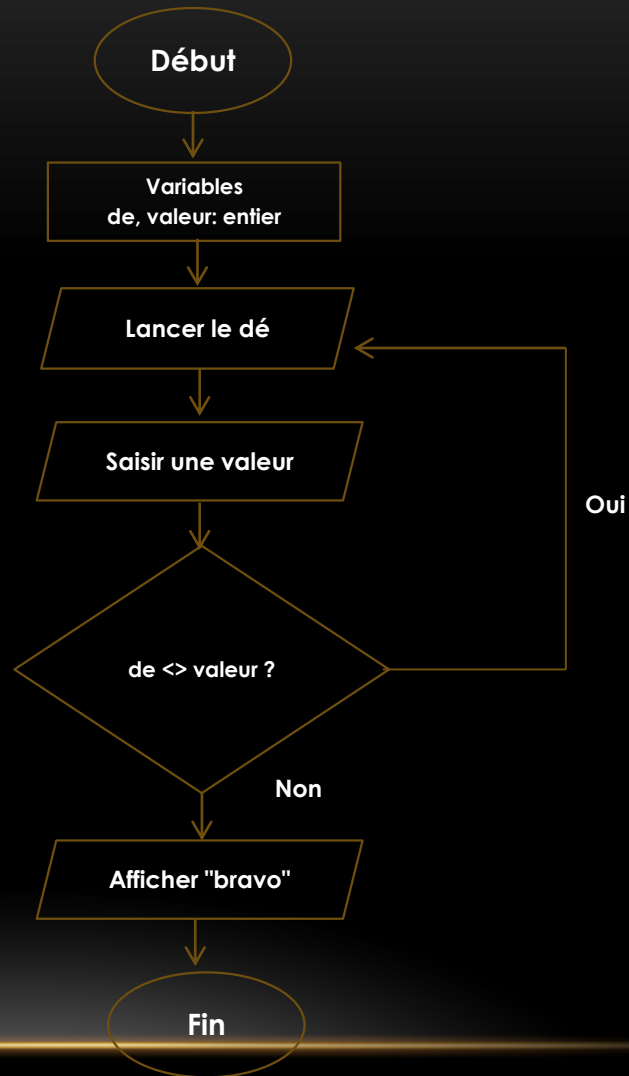 Début
Variables
de, valeur: entier
Lancer le dé
Saisir une valeur
Oui
de <> valeur ?
Non
Afficher "bravo"
Fin